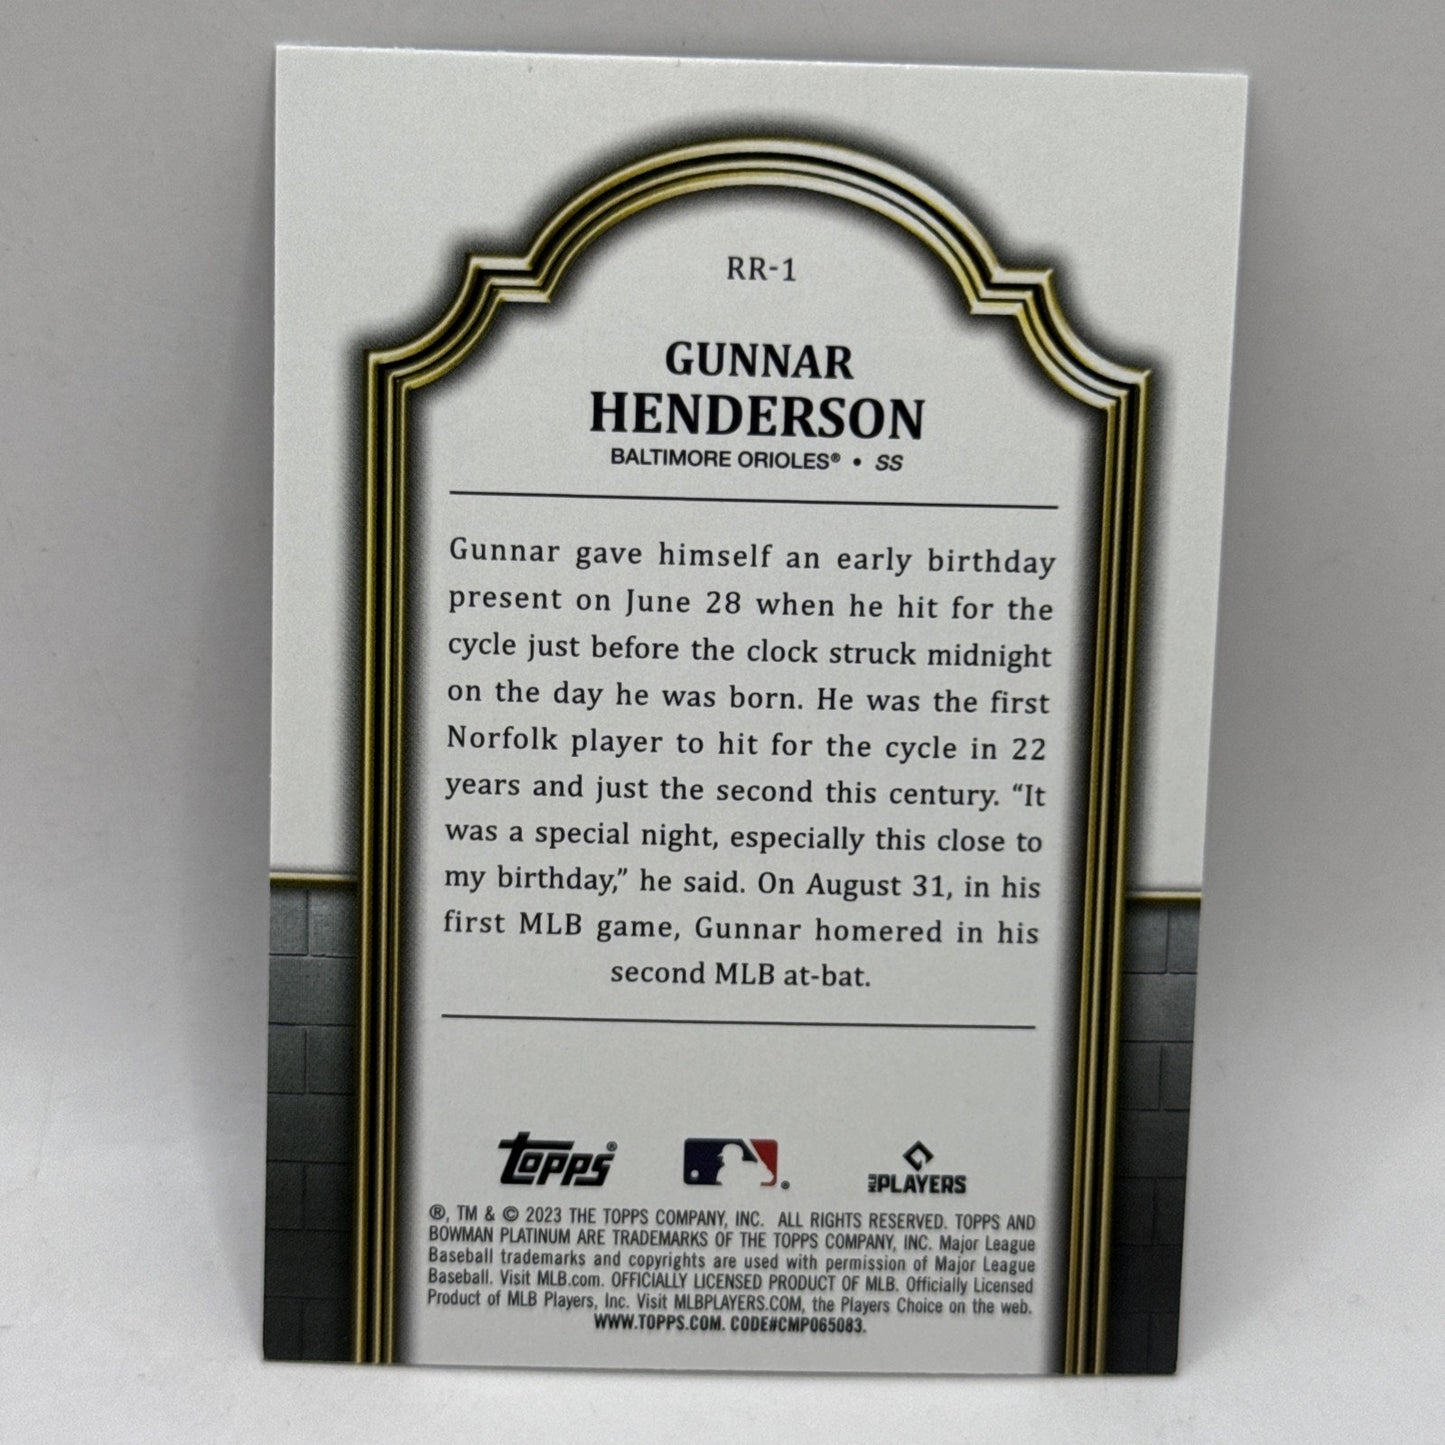 RR-1
GUNNAR
HENDERSON
BALTIMORE ORIOLES® • SS
Gunnar gave himself an early birthday
present on June 28 when he hit for the
cycle just before the clock struck midnight
on the day he was born. He was the first
Norfolk player to hit for the cycle in 22
years and just the second this century. “It
was a special night, especially this close to
my birthday,” he said. On August 31, in his
first MLB game, Gunnar homered in his
second MLB at-bat.
topps® ® MLB PLAYERS
®, TM & © 2023 THE TOPPS COMPANY, INC. ALL RIGHTS RESERVED. TOPPS AND
BOWMAN PLATINUM ARE TRADEMARKS OF THE TOPPS COMPANY, INC. Major League
Baseball trademarks and copyrights are used with permission of Major League
Baseball. Visit MLB.com. OFFICIALLY LICENSED PRODUCT OF MLB. Officially Licensed
Product of MLB Players, Inc. Visit MLBPLAYERS.COM, the Players Choice on the web.
WWW.TOPPS.COM. CODE#CMP065083.